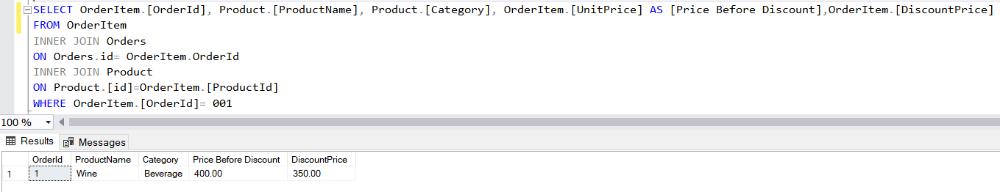 SELECT OrderItem.[OrderId], Product.[ProductName], Product.[Category], OrderItem.[UnitPrice] AS [Price Before Discount],OrderItem.[DiscountPrice]
FROM OrderItem
INNER JOIN Orders
ON Orders.id= OrderItem.OrderId
INNER JOIN Product
ON Product.[id]=OrderItem.[ProductId]
WHERE OrderItem.[OrderId]= 001
100 %
Results Messages
OrderId ProductName Category Price Before Discount DiscountPrice
1 1 Wine Beverage 400.00 350.00